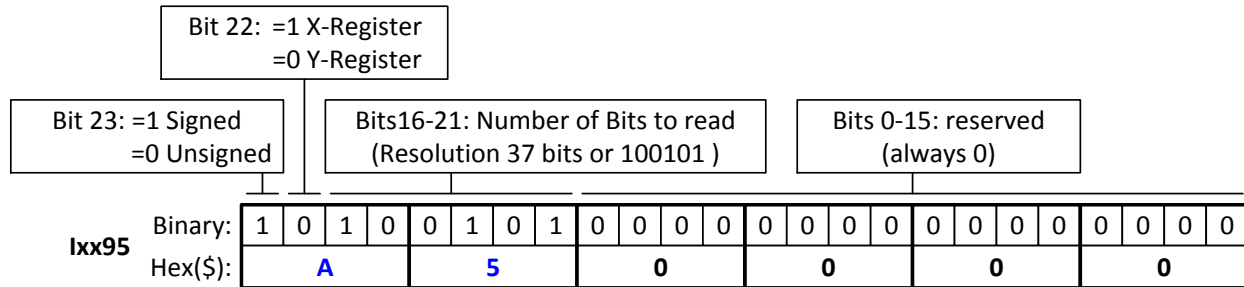 Bit 22: =1 X-Register
=0 Y-Register
Bit 23: =1 Signed
=0 Unsigned
Bits16-21: Number of Bits to read
(Resolution 37 bits or 100101 )
Bits 0-15: reserved
(always 0)
Ixx95
Binary: 1 0 1 0 0 1 0 1 0 0 0 0 0 0 0 0 0 0 0 0 0 0 0 0
Hex($): A 5 0 0 0 0